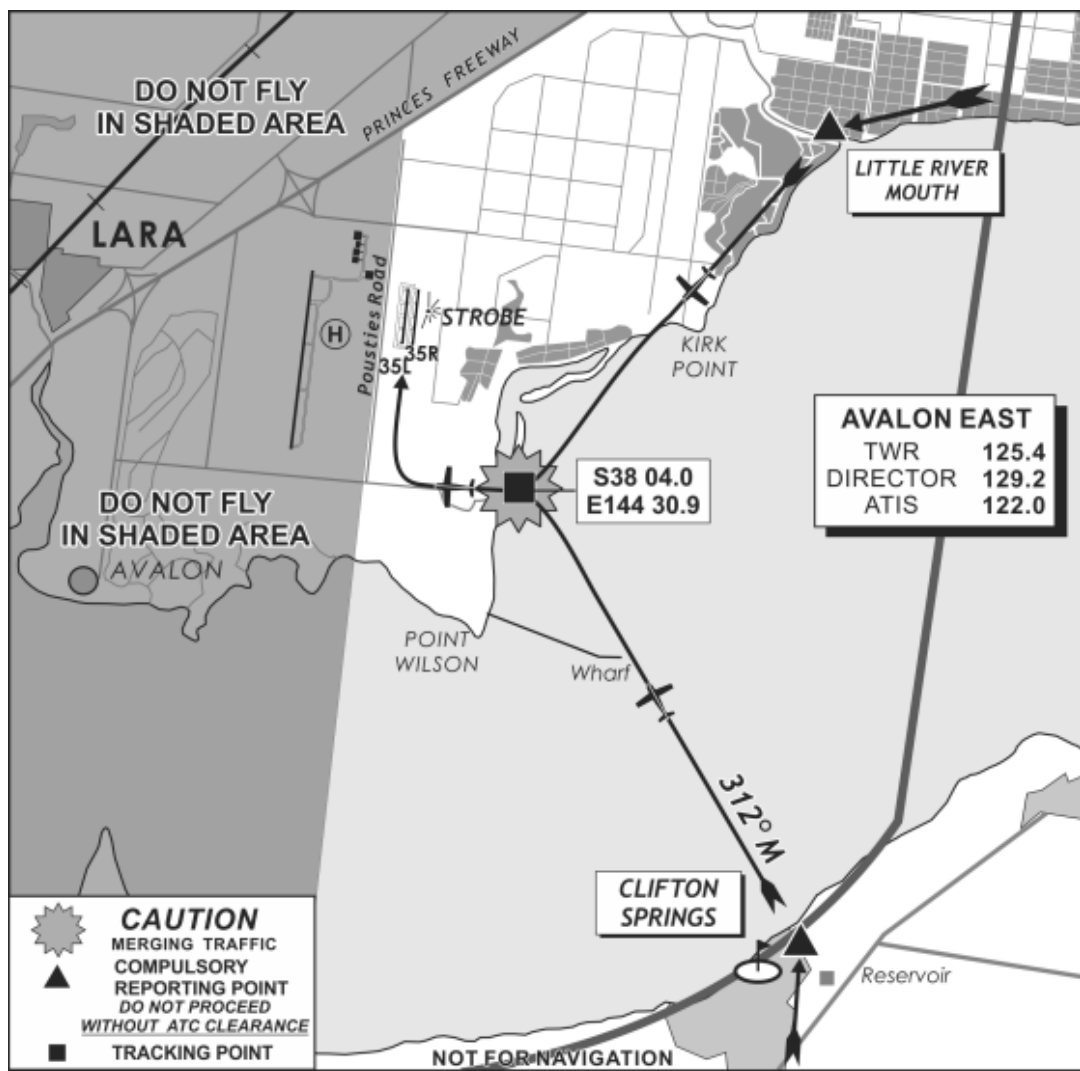 DO NOT FLY
IN SHADED AREA
PRINCES FREEWAY
LITTLE RIVER
MOUTH
LARA
H
Pousties Road
STROBE
35R
35L
KIRK
POINT
AVALON EAST
TWR 125.4
DIRECTOR 129.2
ATIS 122.0
S38 04.0
E144 30.9
DO NOT FLY
IN SHADED AREA
AVALON
POINT
WILSON
Wharf
312° M
CLIFTON
SPRINGS
Reservoir
CAUTION
MERGING TRAFFIC
COMPULSORY
REPORTING POINT
DO NOT PROCEED
WITHOUT ATC CLEARANCE
TRACKING POINT
NOT FOR NAVIGATION